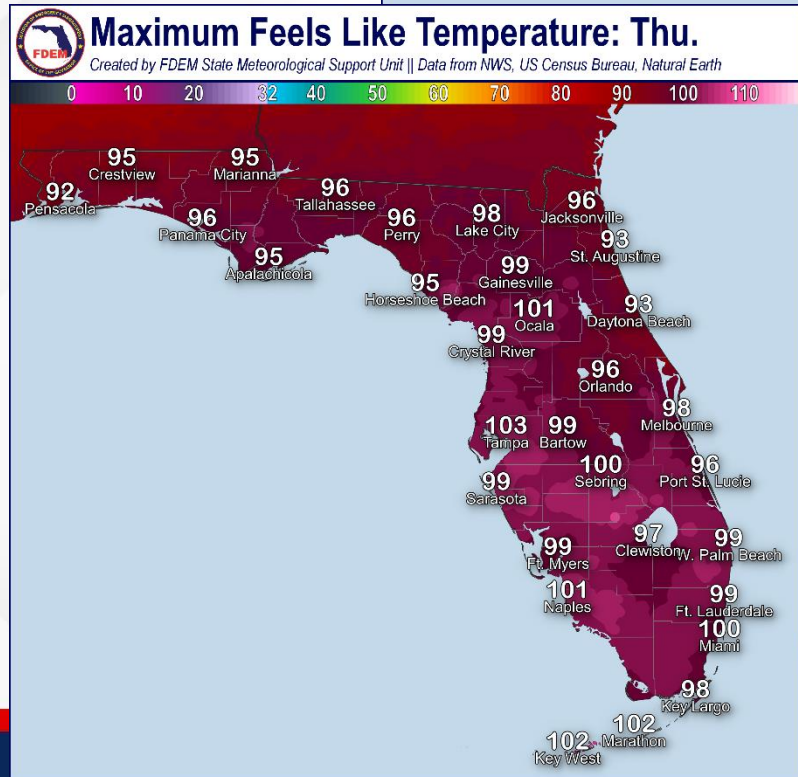 Maximum Feels Like Temperature: Thu.
Created by FDEM State Meteorological Support Unit || Data from NWS, US Census Bureau, Natural Earth
FDEM
0 10 20 32 40 50 60 70 80 90 100 110
95
Crestview
95
Marianna
92
Pensacola
96
Tallahassee
96
Panama City
96
Perry
98
Lake City
96
Jacksonville
93
St. Augustine
95
Apalachicola
99
Gainesville
95
Horseshoe Beach
101
Ocala
93
Daytona Beach
99
Crystal River
96
Orlando
98
Melbourne
103
Tampa
99
Bartow
100
Sebring
96
Port St. Lucie
99
Sarasota
97
Clewiston
99
W. Palm Beach
99
Ft. Myers
101
Naples
99
Ft. Lauderdale
100
Miami
98
Key Largo
102
Marathon
102
Key West